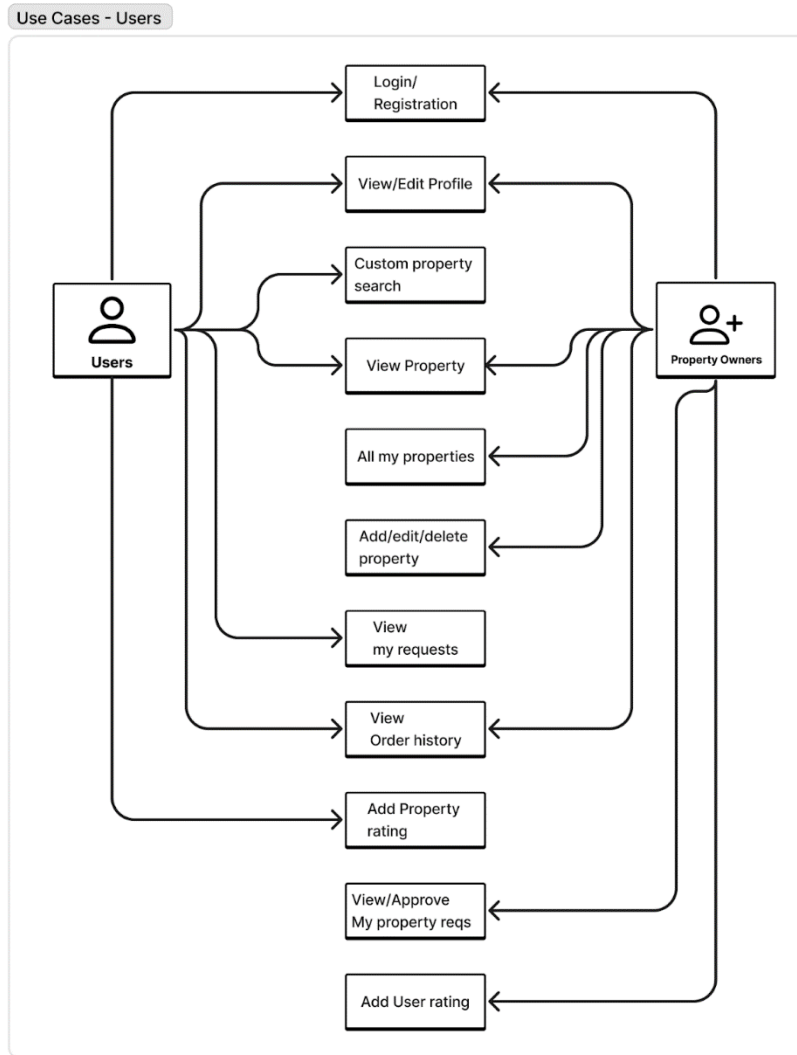 Use Cases - Users
Login/
Registration
View/Edit Profile
Custom property
search
Users
Property Owners
View Property
All my properties
Add/edit/delete
property
View
my requests
View
Order history
Add Property
rating
View/Approve
My property reqs
Add User rating